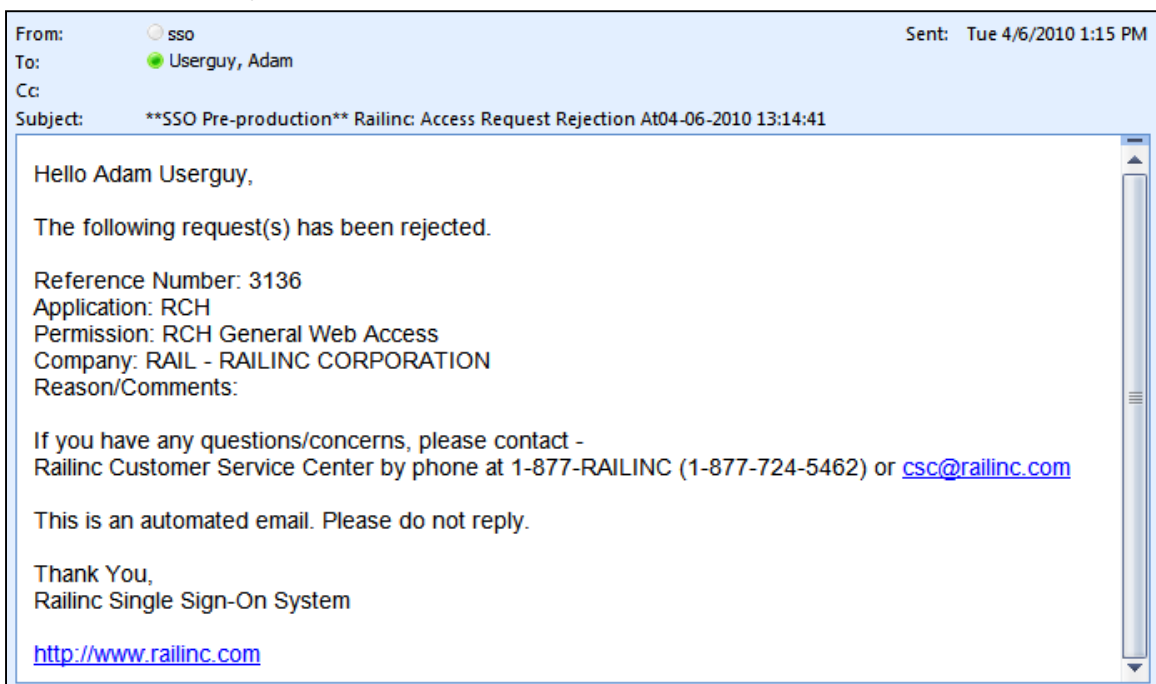 From: sso Sent: Tue 4/6/2010 1:15 PM
To: Userguy, Adam
Cc:
Subject: **SSO Pre-production** Railinc: Access Request Rejection At04-06-2010 13:14:41
Hello Adam Userguy,
The following request(s) has been rejected.
Reference Number: 3136
Application: RCH
Permission: RCH General Web Access
Company: RAIL - RAILINC CORPORATION
Reason/Comments:
If you have any questions/concerns, please contact -
Railinc Customer Service Center by phone at 1-877-RAILINC (1-877-724-5462) or csc@railinc.com
This is an automated email. Please do not reply.
Thank You,
Railinc Single Sign-On System
http://www.railinc.com